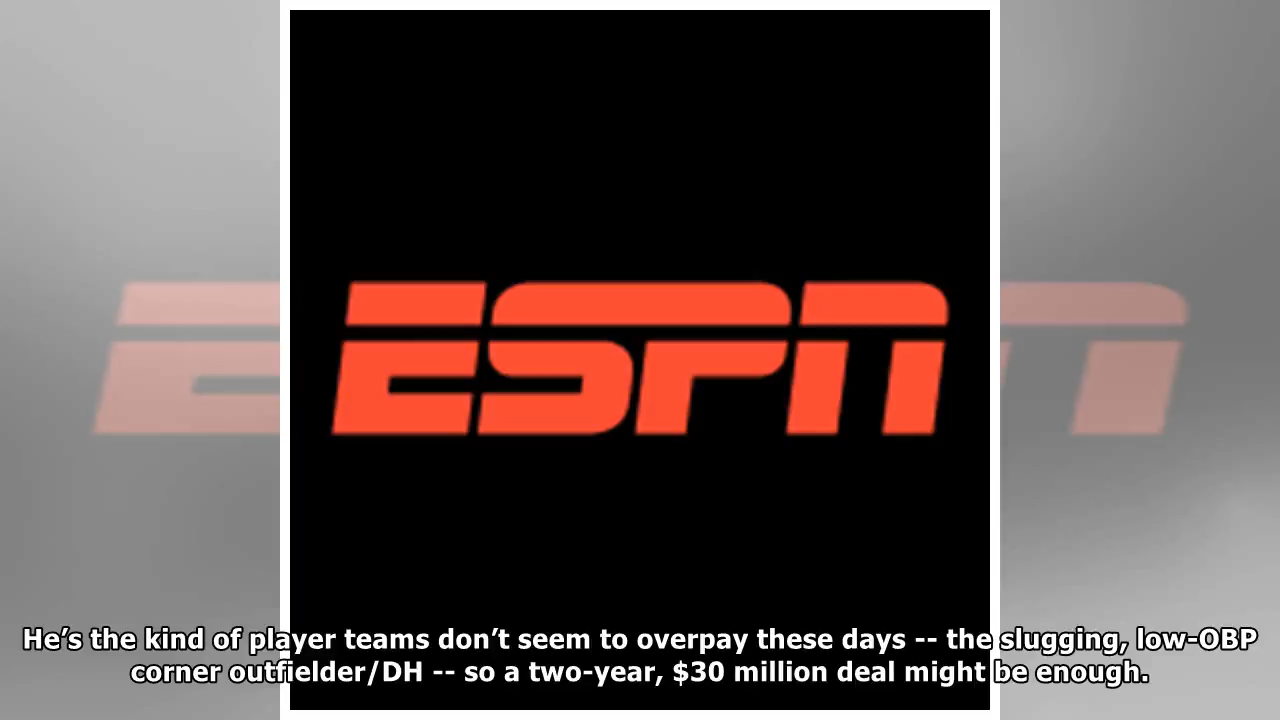 ESPN
He’s the kind of player teams don’t seem to overpay these days -- the slugging, low-OBP
corner outfielder/DH -- so a two-year, $30 million deal might be enough.